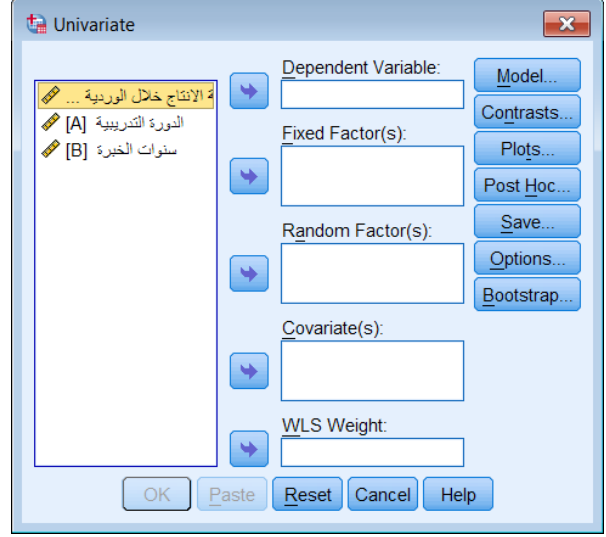 Univariate
ة الانتاج خلال الوردية ...
الدورة التدريبية [A]
سنوات الخبرة [B]
Dependent Variable:
Fixed Factor(s):
Random Factor(s):
Covariate(s):
WLS Weight:
Model...
Contrasts...
Plots...
Post Hoc...
Save...
Options...
Bootstrap...
OK Paste Reset Cancel Help